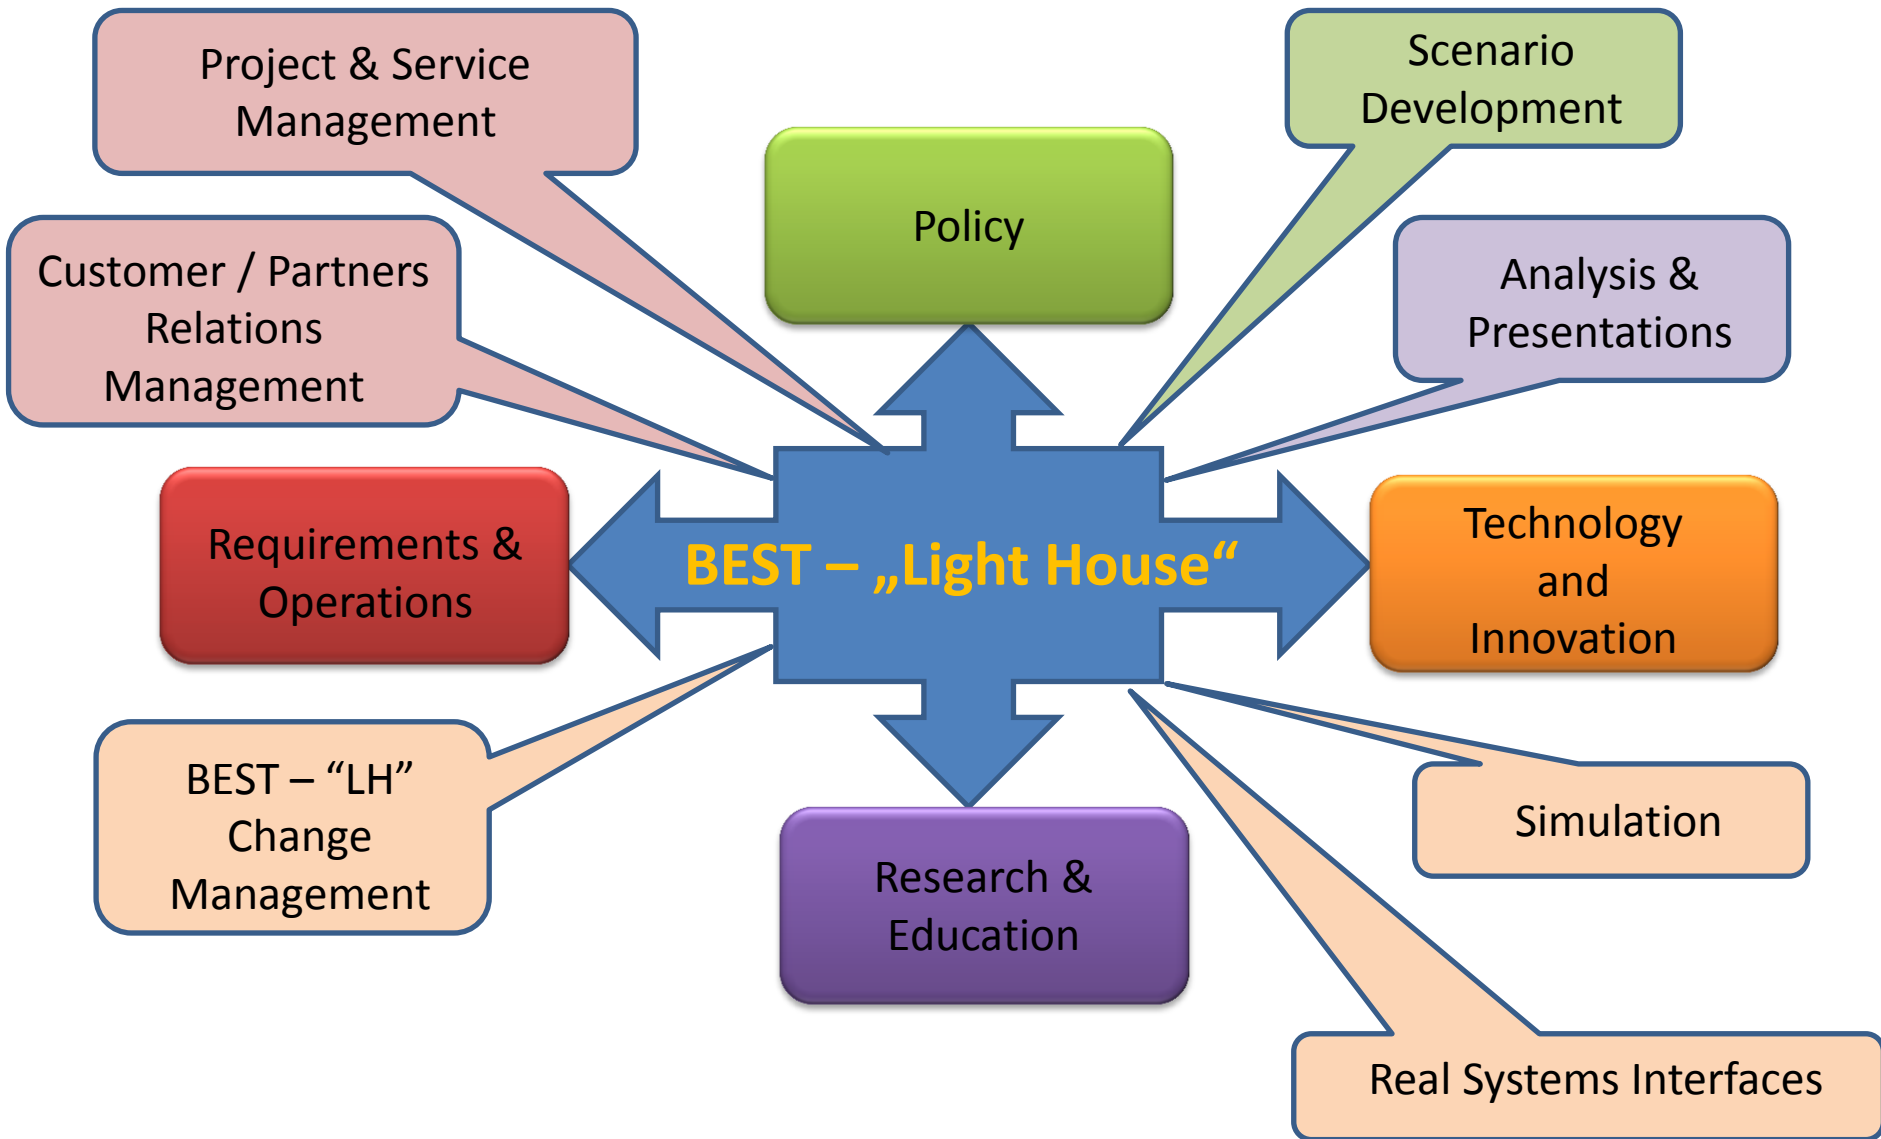 Project & Service
Management
Scenario
Development
Policy
Customer / Partners
Relations
Management
Analysis &
Presentations
Requirements &
Operations
BEST – „Light House“
Technology
and
Innovation
BEST – “LH”
Change
Management
Research &
Education
Simulation
Real Systems Interfaces